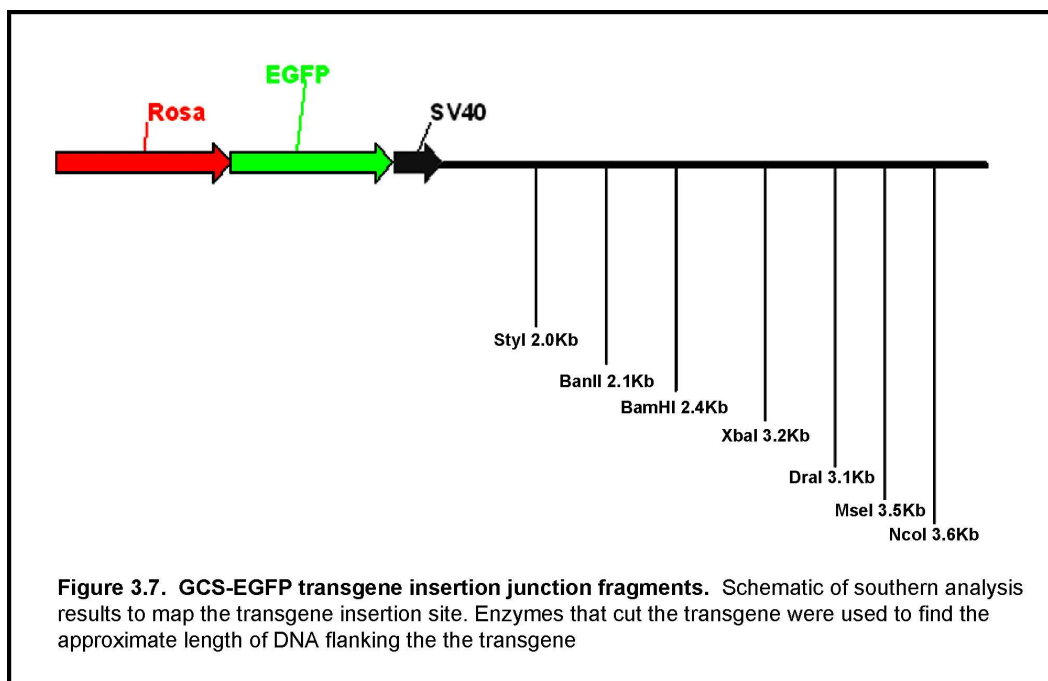 EGFP
Rosa
SV40
StyI 2.0Kb
BanII 2.1Kb
BamHI 2.4Kb
XbaI 3.2Kb
DraI 3.1Kb
MseI 3.5Kb
NcoI 3.6Kb
Figure 3.7. GCS-EGFP transgene insertion junction fragments. Schematic of southern analysis
results to map the transgene insertion site. Enzymes that cut the transgene were used to find the
approximate length of DNA flanking the the transgene